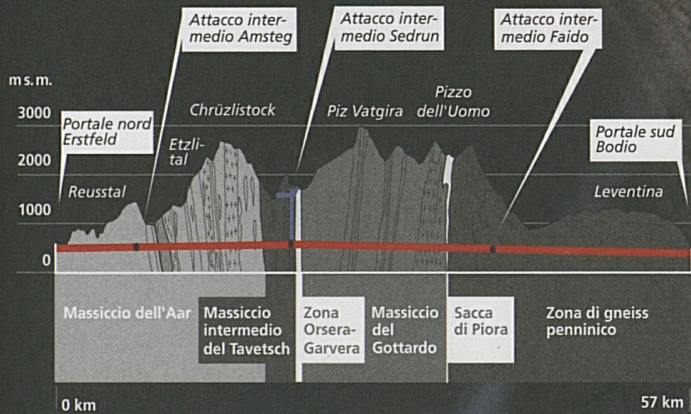 Attacco inter-
medio Amsteg
Attacco inter-
medio Sedrun
Attacco inter-
medio Faido
m s.m.
3000
2000
1000
0
Portale nord
Erstfeld
Reusstal
Etzli-
tal
Chrüzlistock
Piz Vatgira
Pizzo
dell'Uomo
Portale sud
Bodio
Leventina
Massiccio dell'Aar
Massiccio
intermedio
del Tavetsch
Zona
Orsera-
Garvera
Massiccio
del
Gottardo
Sacca
di Piora
Zona di gneiss
penninico
0 km
57 km